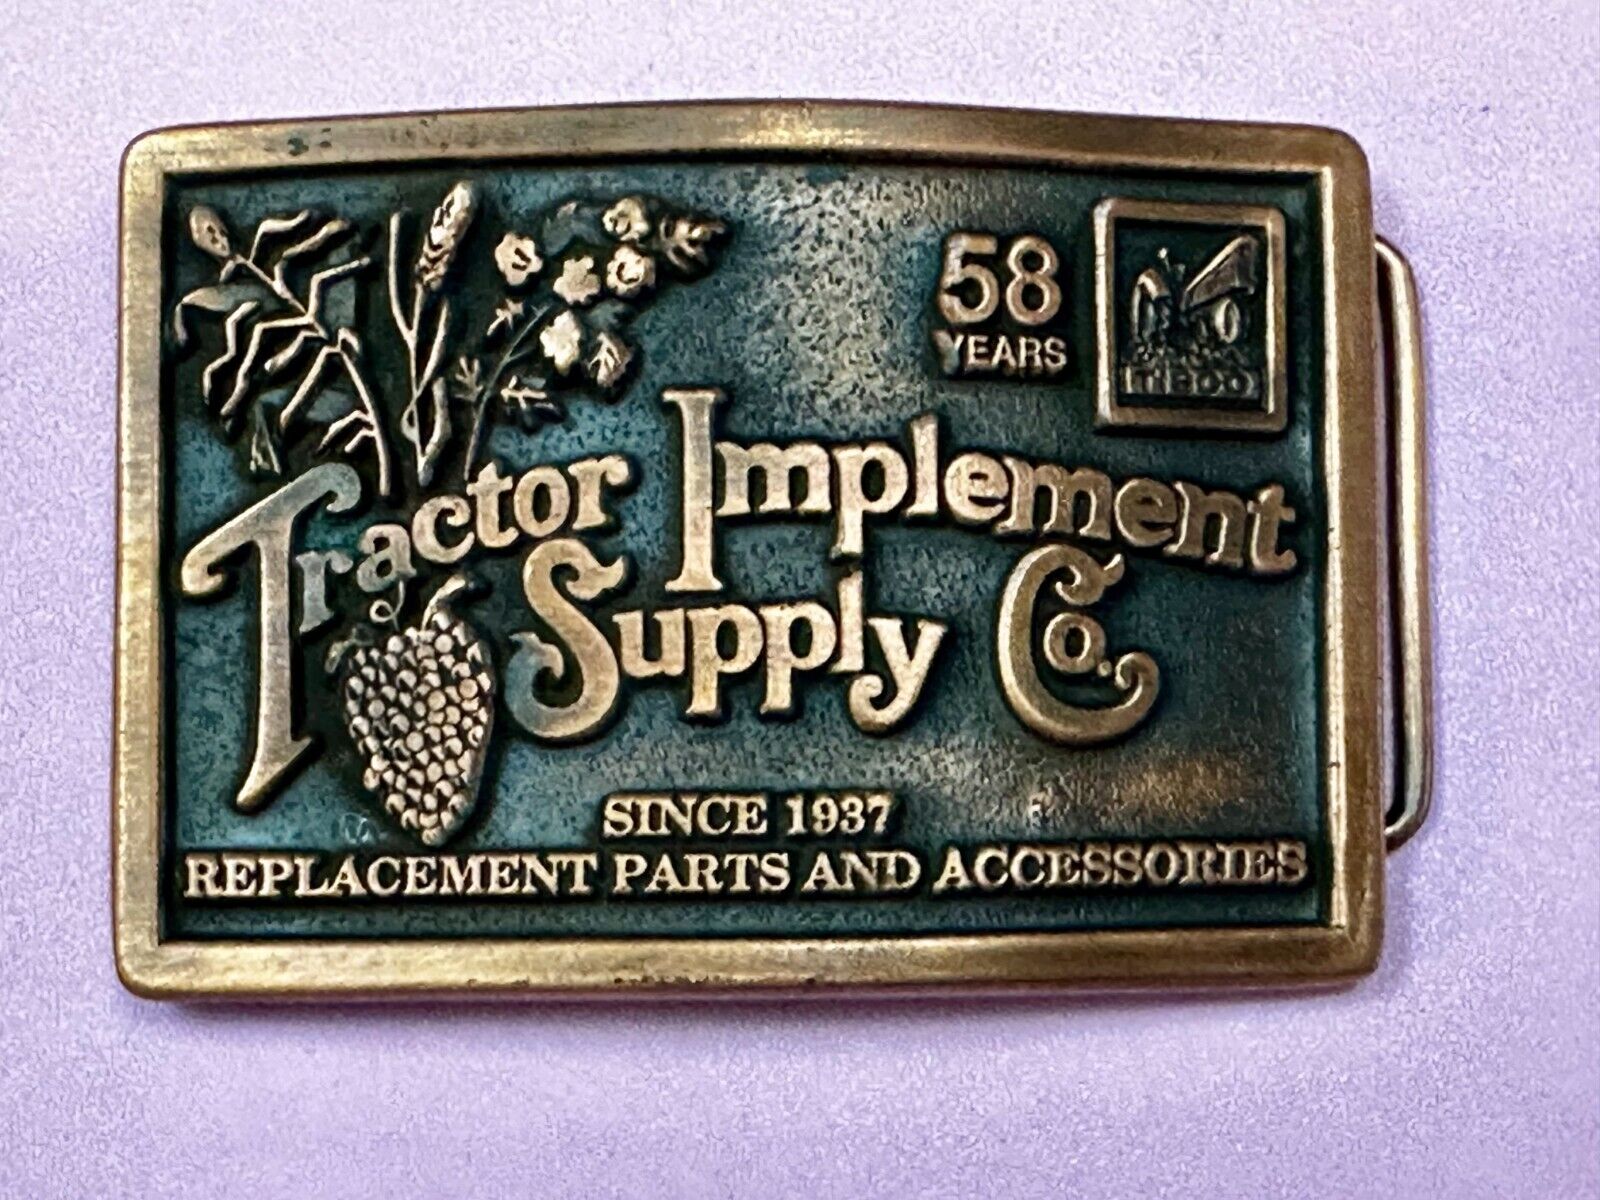 58
YEARS
Tractor Implement
Supply Co.
SINCE 1937
REPLACEMENT PARTS AND ACCESSORIES